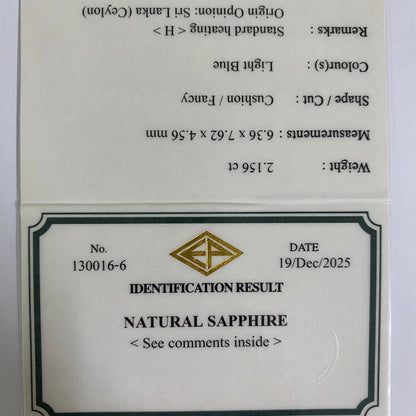 Weight : 2.156 ct
Measurements : 6.36 x 7.62 x 4.56 mm
Shape / Cut : Cushion / Fancy
Colour(s) : Light Blue
Remarks : Standard heating < H >
Origin Opinion: Sri Lanka (Ceylon)
No. DATE
130016-6 EP 19/Dec/2025
IDENTIFICATION RESULT
NATURAL SAPPHIRE
< See comments inside >